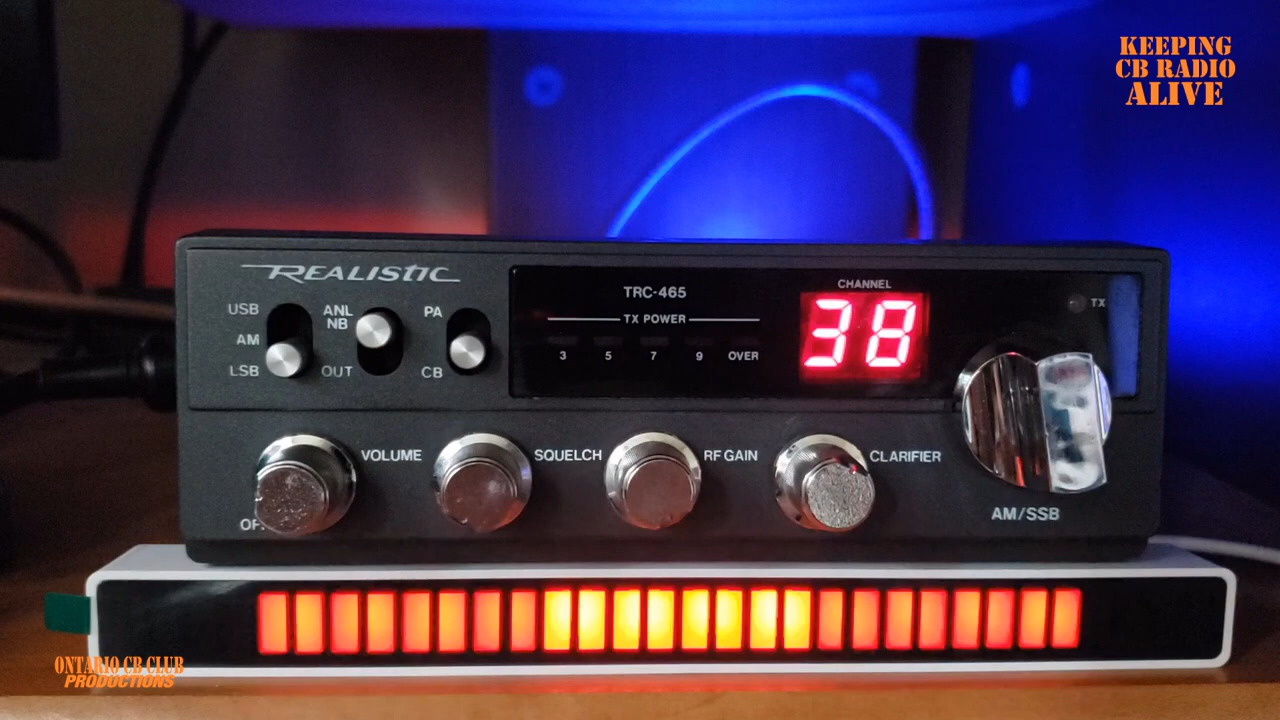 KEEPING
CB RADIO
ALIVE
REALISTIC
USB
AM
LSB
ANL
NB
OUT
PA
CB
TRC-465
TX POWER
3 5 7 9 OVER
CHANNEL
38
TX
VOLUME
SQUELCH
RF GAIN
CLARIFIER
AM/SSB
ONTARIO CB CLUB
PRODUCTIONS